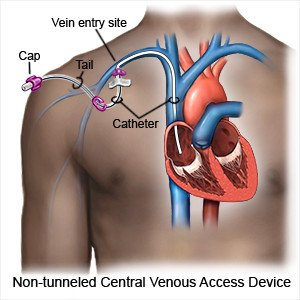 Vein entry site
Cap
Tail
Catheter
Non-tunneled Central Venous Access Device